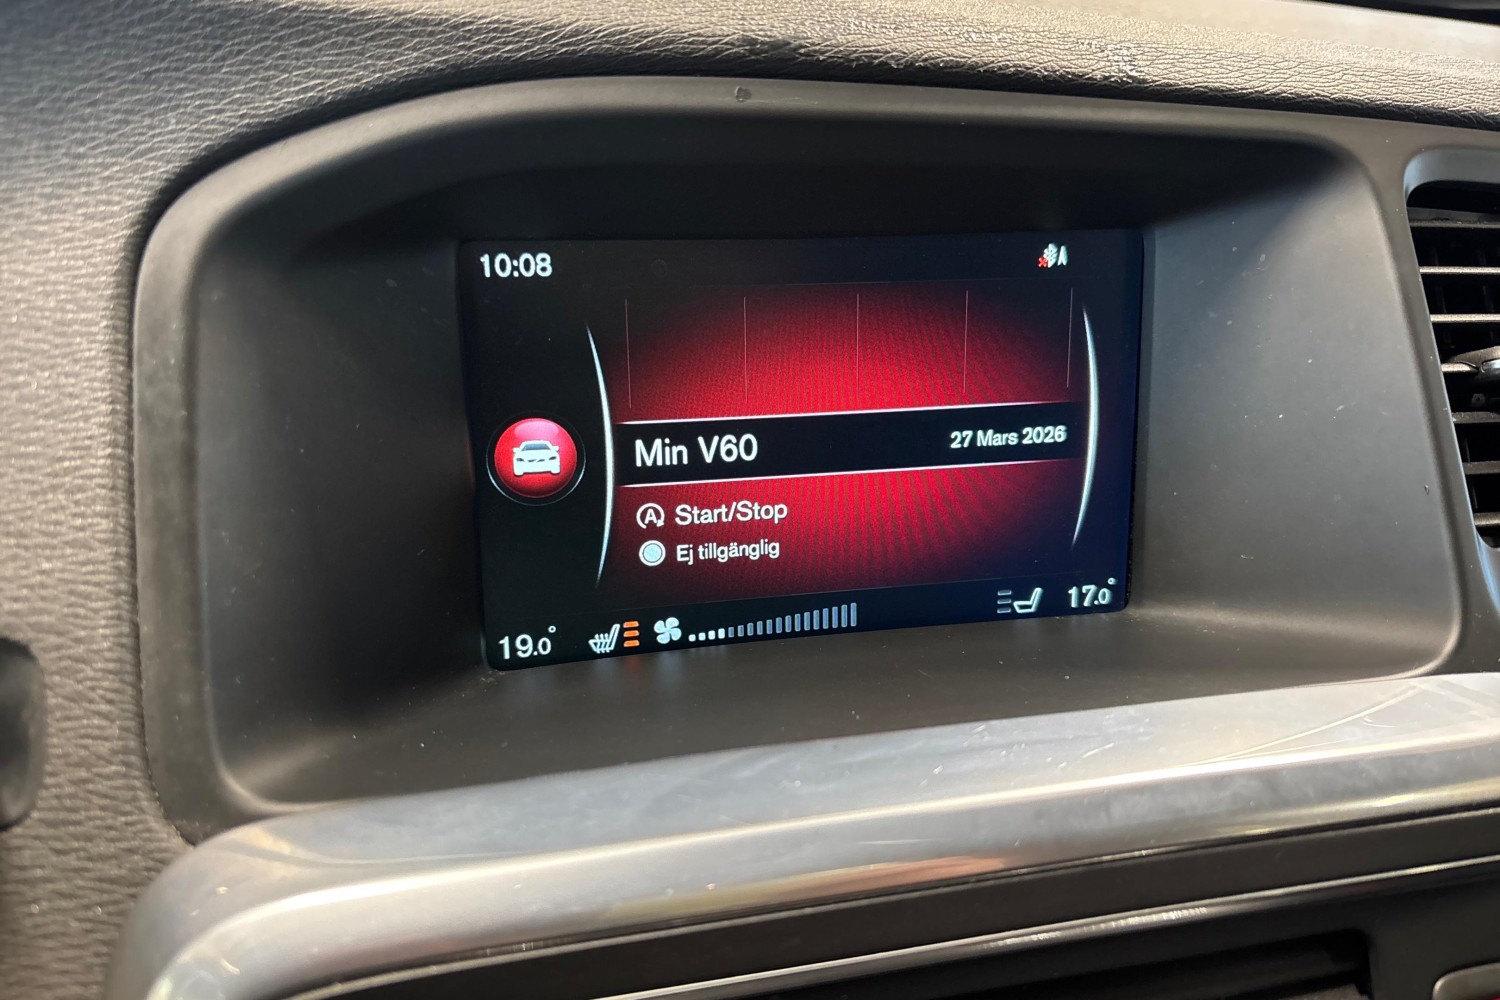 10:08
Min V60
27 Mars 2026
A Start/Stop
Ej tillgänglig
19.0°
17.0°